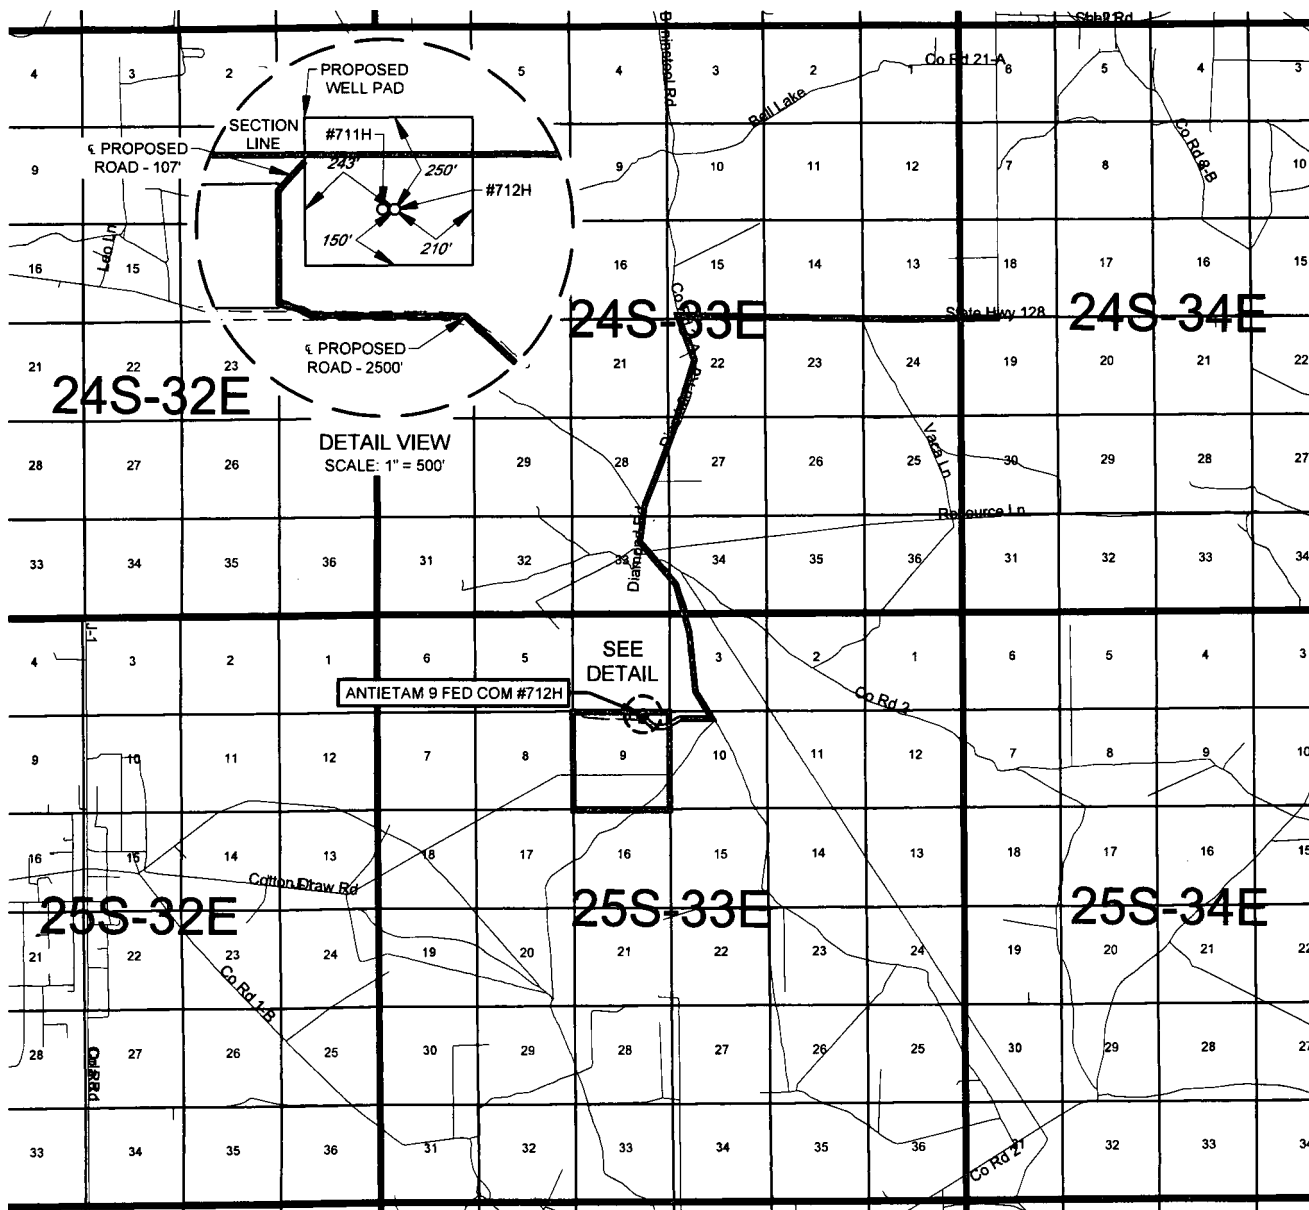 Shell Rd
Co Rd 21-A
Bell Lake
Co Rd 8-B
4 3 2 5 4 3 2 1 6 5 4 3
PROPOSED
WELL PAD
SECTION
LINE
#711H
℄ PROPOSED
ROAD - 107'
243'
250'
#712H
150'
210'
9 9 10 11 12 7 8 10
Leo Ln
16 15 16 15 14 13 18 17 16 15
24S-33E
State Hwy 128
24S-34E
℄ PROPOSED
ROAD - 2500'
21 22 23 21 22 23 24 19 20 21 22
24S-32E
DETAIL VIEW
SCALE: 1" = 500'
Vaca Ln
28 27 26 29 28 27 26 25 30 29 28 27
Resource Ln
Diamond Rd
33 34 35 36 31 32 33 34 35 36 31 32 33 34
J-1
SEE
DETAIL
4 3 2 1 6 5 3 2 1 6 5 4 3
ANTIETAM 9 FED COM #712H
Co Rd 2
9 10 11 12 7 8 9 10 11 12 7 8 9 10
16 15 14 13 18 17 16 15 14 13 18 17 16 15
Cotton Draw Rd
25S-32E
25S-33E
25S-34E
21 22 23 24 19 20 21 22 23 24 19 20 21 22
Co Rd 1-B
28 27 26 25 30 29 28 27 26 25 30 29 28 27
33 34 35 36 31 32 33 34 35 36 31 32 33 34
Co Rd 2